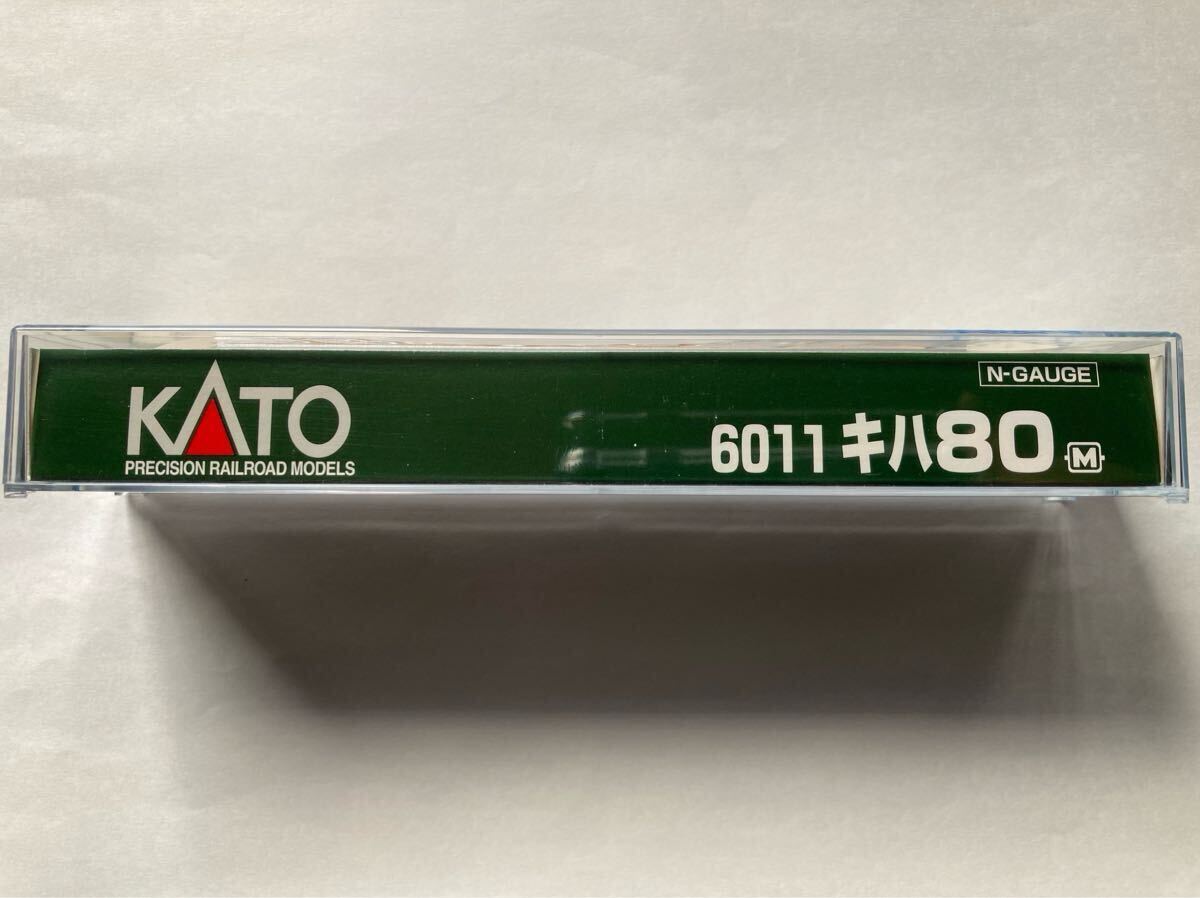 KATO
PRECISION RAILROAD MODELS
N-GAUGE
6011 キハ80 M